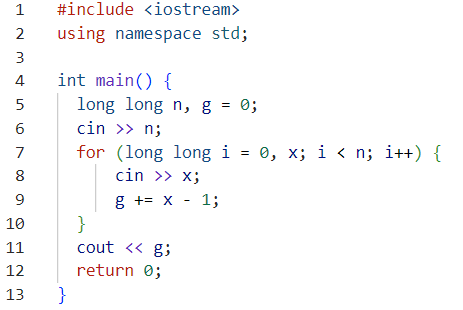 1 #include <iostream>
2 using namespace std;
3
4 int main() {
5 long long n, g = 0;
6 cin >> n;
7 for (long long i = 0, x; i < n; i++) {
8 cin >> x;
9 g += x - 1;
10 }
11 cout << g;
12 return 0;
13 }